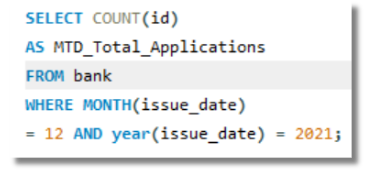 SELECT COUNT(id)
AS MTD_Total_Applications
FROM bank
WHERE MONTH(issue_date)
= 12 AND year(issue_date) = 2021;